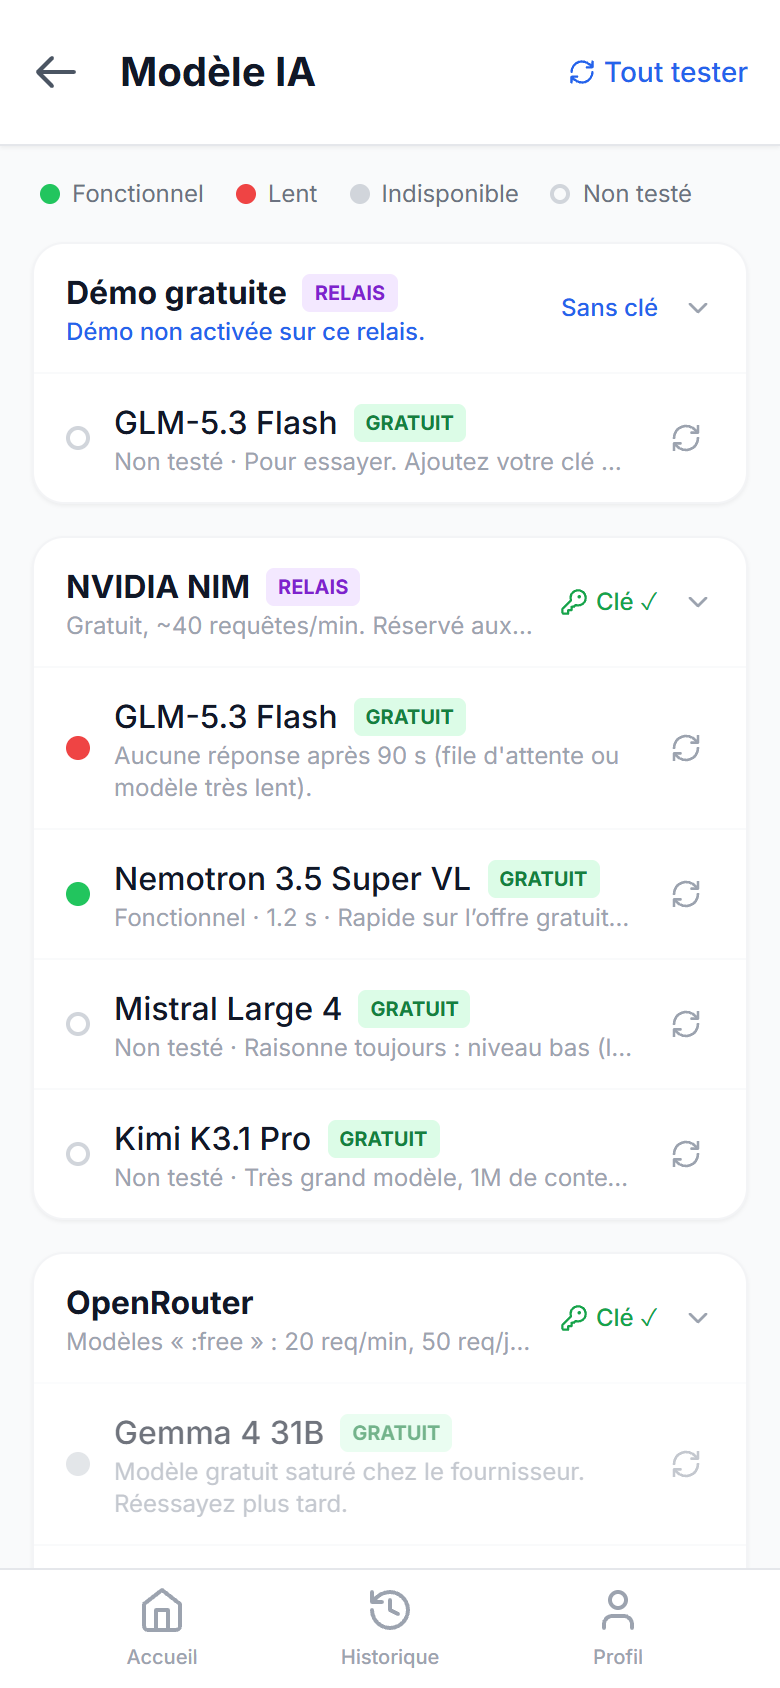 Modèle IA
Tout tester
Fonctionnel
Lent
Indisponible
Non testé
Démo gratuite RELAIS
Démo non activée sur ce relais.
Sans clé
GLM-5.3 Flash GRATUIT
Non testé · Pour essayer. Ajoutez votre clé ...
NVIDIA NIM RELAIS
Gratuit, ~40 requêtes/min. Réservé aux...
Clé ✓
GLM-5.3 Flash GRATUIT
Aucune réponse après 90 s (file d'attente ou
modèle très lent).
Nemotron 3.5 Super VL GRATUIT
Fonctionnel · 1.2 s · Rapide sur l’offre gratuit...
Mistral Large 4 GRATUIT
Non testé · Raisonne toujours : niveau bas (l...
Kimi K3.1 Pro GRATUIT
Non testé · Très grand modèle, 1M de conte...
OpenRouter
Modèles « :free » : 20 req/min, 50 req/j...
Clé ✓
Gemma 4 31B GRATUIT
Modèle gratuit saturé chez le fournisseur.
Réessayez plus tard.
Accueil
Historique
Profil